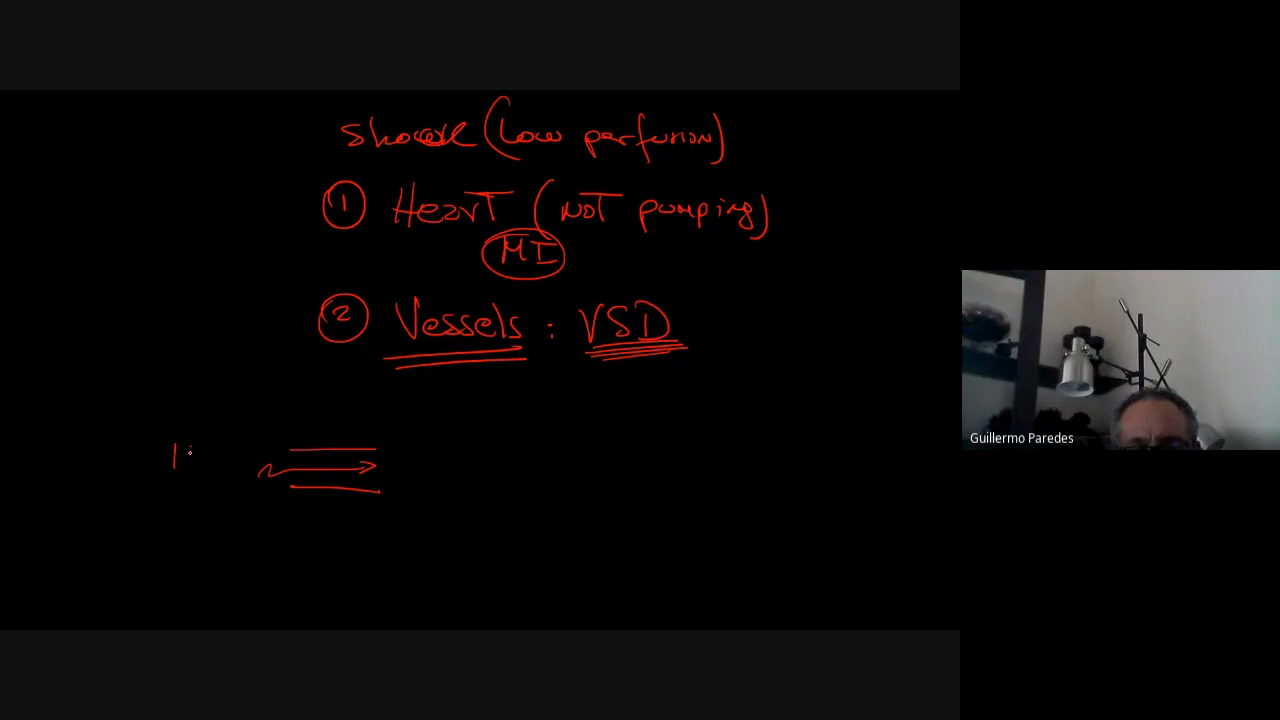 Shock (Low perfusion)
① Heart (NOT pumping)
MI
② Vessels : VSD
Guillermo Paredes